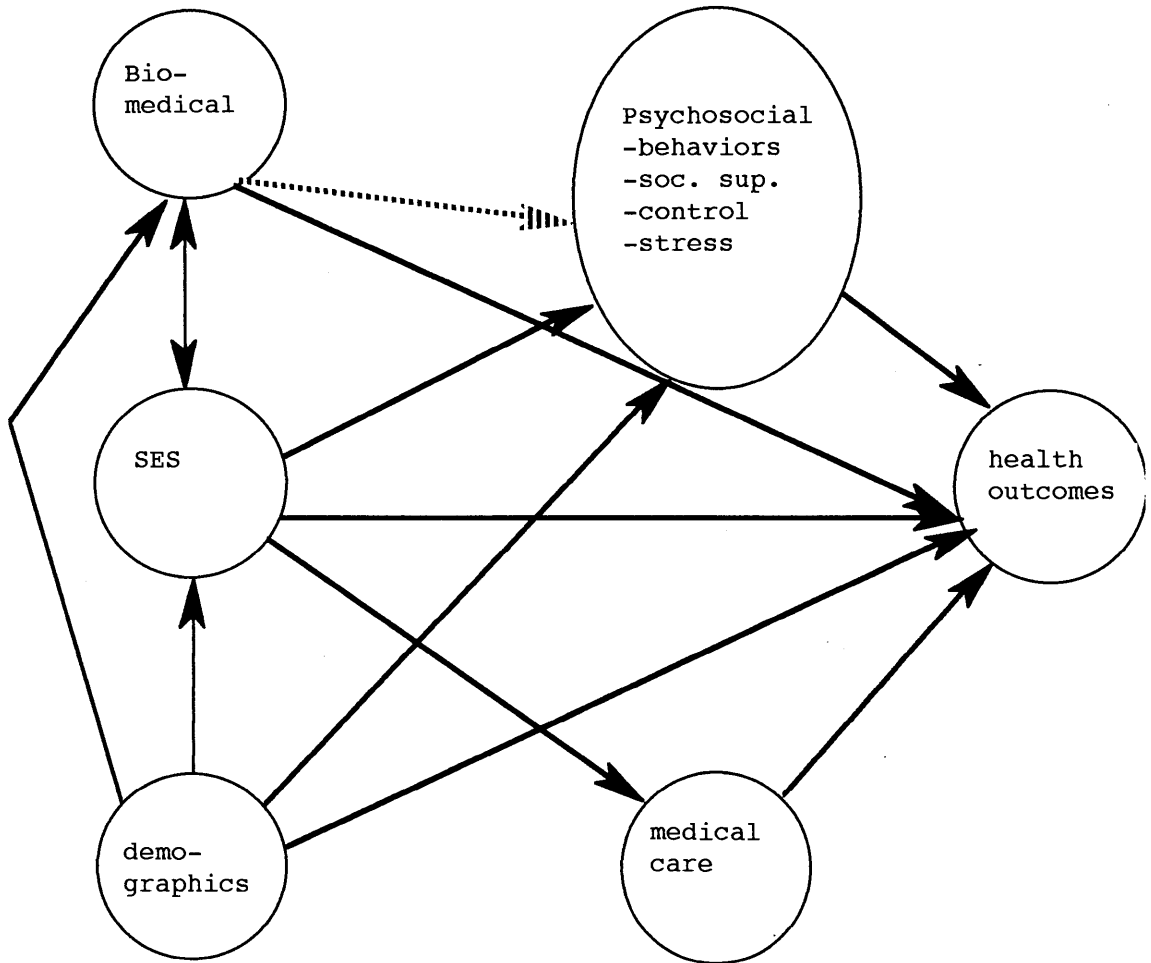 Bio-
medical
Psychosocial
-behaviors
-soc. sup.
-control
-stress
SES
health
outcomes
demo-
graphics
medical
care